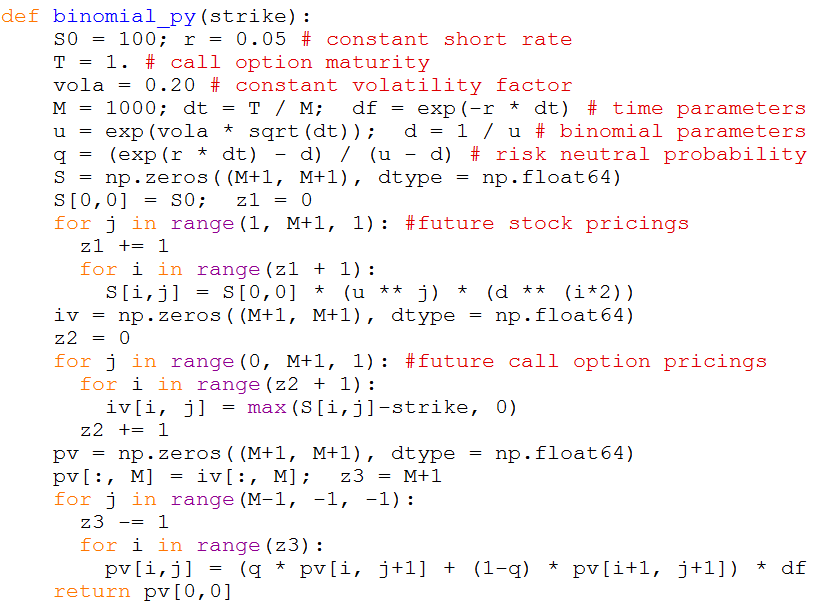 def binomial_py(strike):
    S0 = 100; r = 0.05 # constant short rate
    T = 1. # call option maturity
    vola = 0.20 # constant volatility factor
    M = 1000; dt = T / M;  df = exp(-r * dt) # time parameters
    u = exp(vola * sqrt(dt));  d = 1 / u # binomial parameters
    q = (exp(r * dt) - d) / (u - d) # risk neutral probability
    S = np.zeros((M+1, M+1), dtype = np.float64)
    S[0,0] = S0;  z1 = 0
    for j in range(1, M+1, 1): #future stock pricings
      z1 += 1
      for i in range(z1 + 1):
        S[i,j] = S[0,0] * (u ** j) * (d ** (i*2))
    iv = np.zeros((M+1, M+1), dtype = np.float64)
    z2 = 0
    for j in range(0, M+1, 1): #future call option pricings
      for i in range(z2 + 1):
        iv[i, j] = max(S[i,j]-strike, 0)
      z2 += 1
    pv = np.zeros((M+1, M+1), dtype = np.float64)
    pv[:, M] = iv[:, M];  z3 = M+1
    for j in range(M-1, -1, -1):
      z3 -= 1
      for i in range(z3):
        pv[i,j] = (q * pv[i, j+1] + (1-q) * pv[i+1, j+1]) * df
    return pv[0,0]